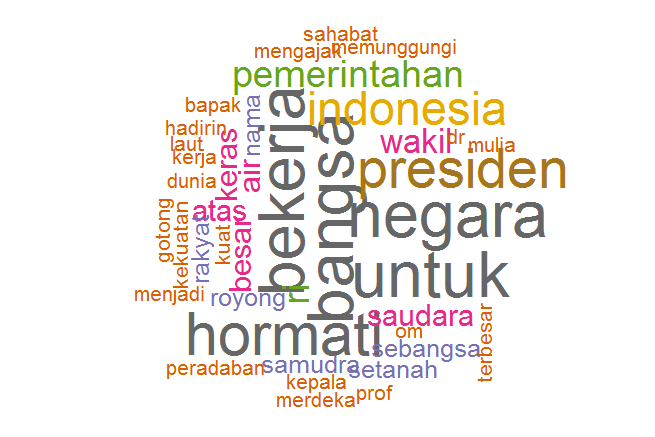 sahabat
mengajak
memunggungi
pemerintahan
bapak
nama
indonesia
hadirin
laut
keras
wakil
dr.
mulia
kerja
air
bekerja
presiden
dunia
bangsa
atas
negara
gotong
kekuatan
rakyat
kuat
besar
untuk
menjadi
royong
ri
saudara
hormati
om
terbesar
sebangsa
peradaban
samudra
setanah
kepala
merdeka
prof